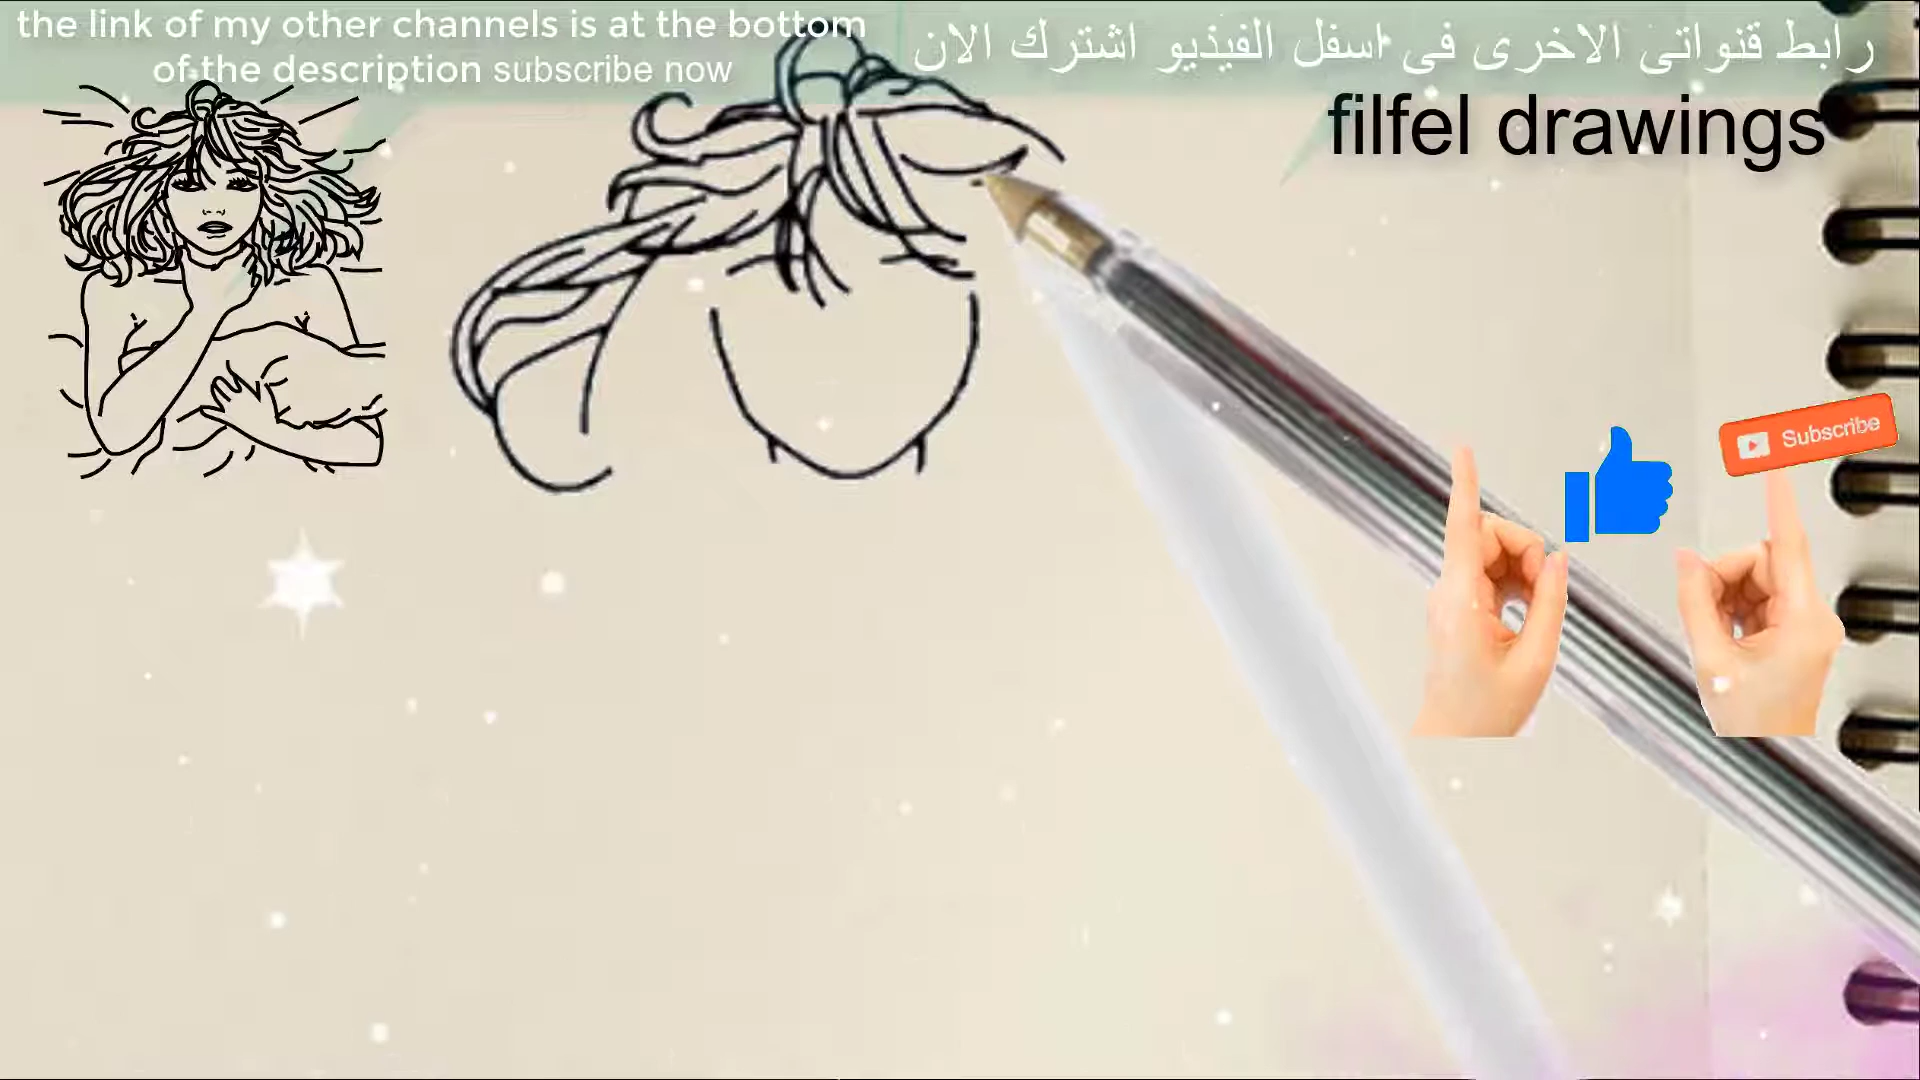 the link of my other channels is at the bottom
of the description subscribe now
رابط قنواتى الاخرى فى اسفل الفيذيو اشترك الان
filfel drawings
Subscribe